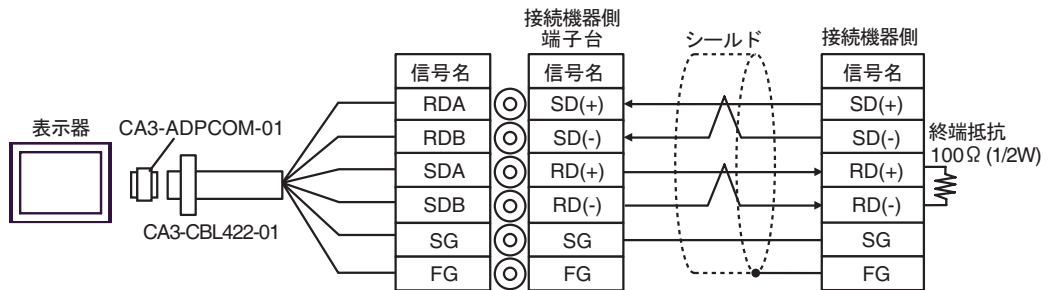 接続機器側
端子台
シールド
接続機器側
信号名
信号名
信号名
RDA
SD(+)
SD(+)
表示器
CA3-ADPCOM-01
RDB
SD(-)
SD(-)
終端抵抗
100Ω (1/2W)
SDA
RD(+)
RD(+)
SDB
RD(-)
RD(-)
CA3-CBL422-01
SG
SG
SG
FG
FG
FG